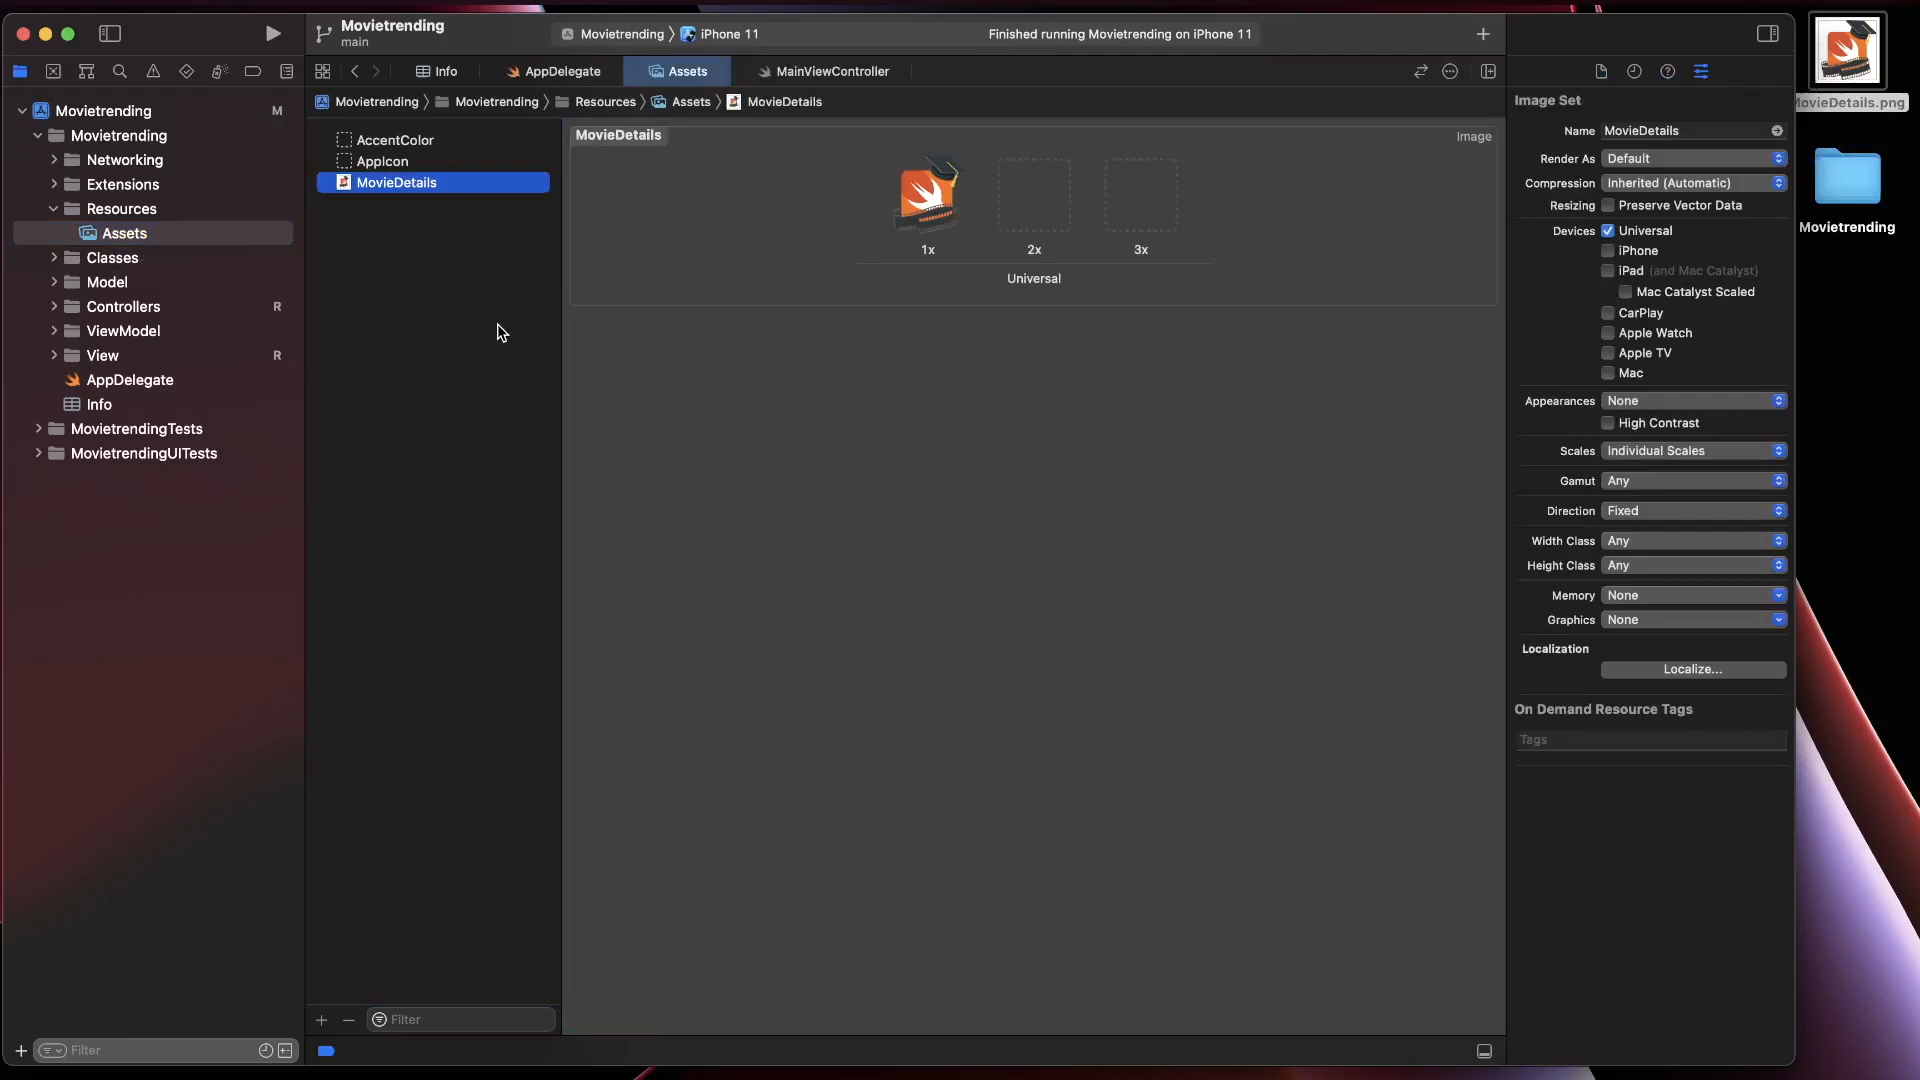 Movietrending
main
Movietrending
iPhone 11
Finished running Movietrending on iPhone 11
Info
AppDelegate
Assets
MainViewController
Movietrending
Movietrending
Resources
Assets
MovieDetails
Movietrending
M
Movietrending
Networking
Extensions
Resources
Assets
Classes
Model
Controllers
R
ViewModel
View
R
AppDelegate
Info
MovietrendingTests
MovietrendingUITests
Filter
AccentColor
AppIcon
MovieDetails
Filter
MovieDetails
Image
1x
2x
3x
Universal
Image Set
Name MovieDetails
Render As Default
Compression Inherited (Automatic)
Resizing Preserve Vector Data
Devices Universal
iPhone
iPad (and Mac Catalyst)
Mac Catalyst Scaled
CarPlay
Apple Watch
Apple TV
Mac
Appearances None
High Contrast
Scales Individual Scales
Gamut Any
Direction Fixed
Width Class Any
Height Class Any
Memory None
Graphics None
Localization
Localize...
On Demand Resource Tags
Tags
MovieDetails.png
Movietrending